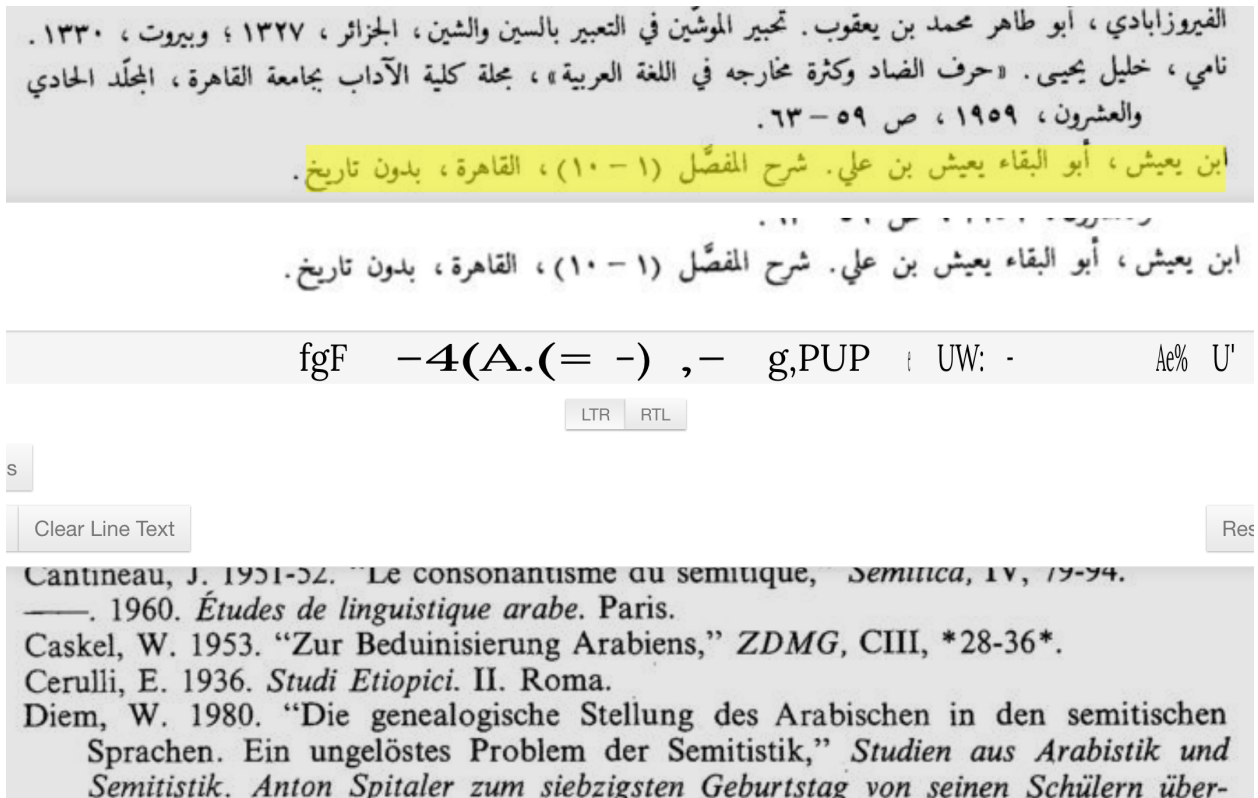 الفيروزابادي ، أبو طاهر محمد بن يعقوب . تحبير الموشّين في التعبير بالسين والشين ، الجزائر ، ١٣٢٧ ؛ وبيروت ، ١٣٣٠ .
نامي ، خليل يحيى . «حرف الضاد وكثرة مخارجه في اللغة العربية» ، مجلة كلية الآداب بجامعة القاهرة ، المجلّد الحادي
والعشرون ، ١٩٥٩ ، ص ٥٩ – ٦٣ .
ابن يعيش ، أبو البقاء يعيش بن علي . شرح المفصَّل (١ – ١٠) ، القاهرة ، بدون تاريخ .
ابن يعيش ، أبو البقاء يعيش بن علي . شرح المفصَّل (١ – ١٠) ، القاهرة ، بدون تاريخ .
fgF –4(A.(= -) ,– g,PUP UW: - Ae% U'
LTR RTL
s
Clear Line Text Res
Cantineau, J. 1951-52. “Le consonantisme du sémitique,” Semitica, IV, 79-94.
——. 1960. Études de linguistique arabe. Paris.
Caskel, W. 1953. “Zur Beduinisierung Arabiens,” ZDMG, CIII, *28-36*.
Cerulli, E. 1936. Studi Etiopici. II. Roma.
Diem, W. 1980. “Die genealogische Stellung des Arabischen in den semitischen
Sprachen. Ein ungelöstes Problem der Semitistik,” Studien aus Arabistik und
Semitistik. Anton Spitaler zum siebzigsten Geburtstag von seinen Schülern über-